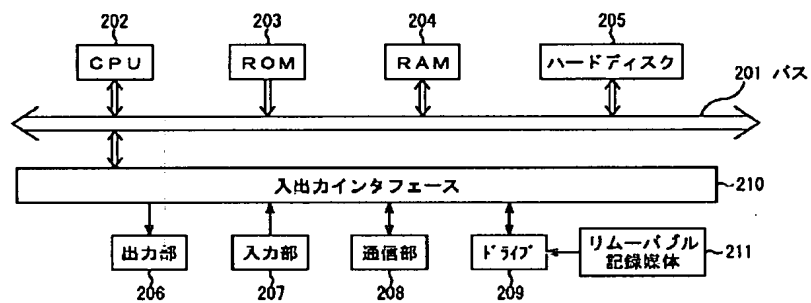 202
203
204
205
CPU
ROM
RAM
ハードディスク
201 バス
入出力インタフェース
210
出力部
入力部
通信部
ドライブ
リムーバブル
記録媒体
211
206
207
208
209